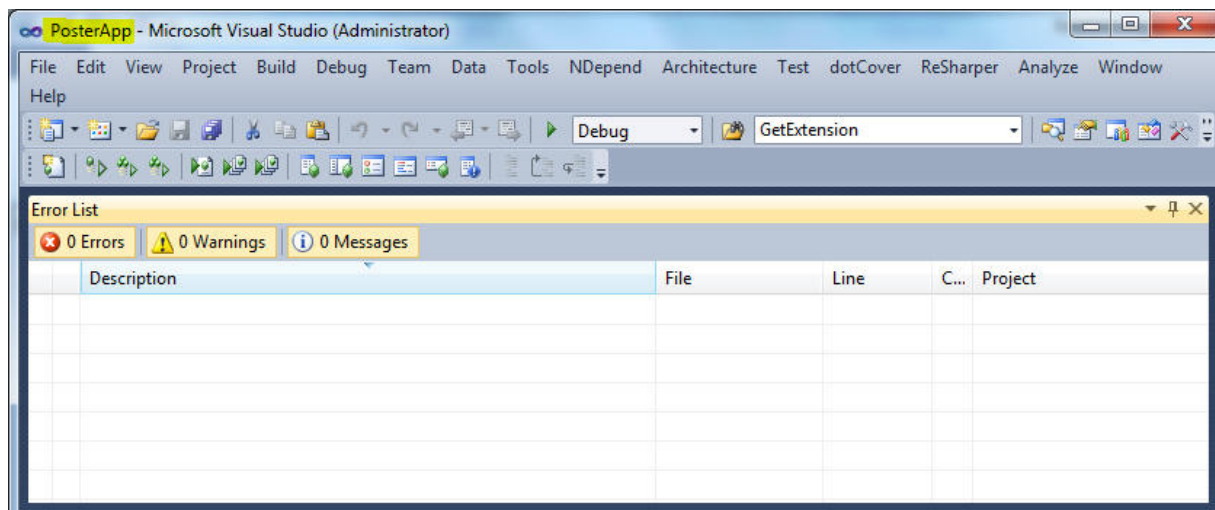 PosterApp - Microsoft Visual Studio (Administrator)
File Edit View Project Build Debug Team Data Tools NDepend Architecture Test dotCover ReSharper Analyze Window
Help
Debug GetExtension
Error List
0 Errors 0 Warnings 0 Messages
Description File Line C... Project